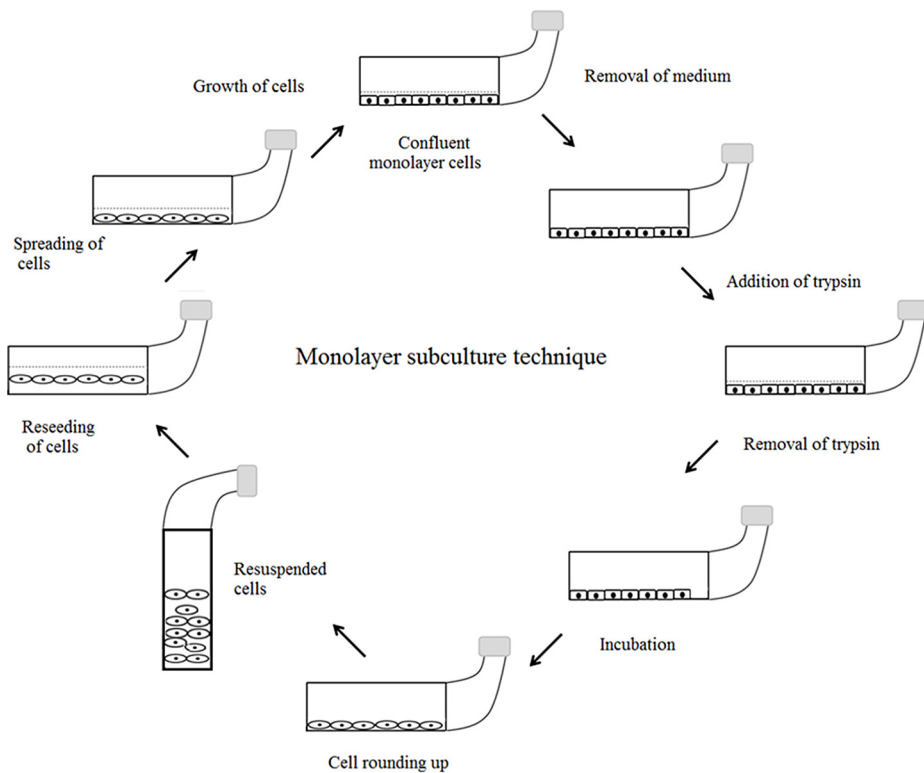 Growth of cells
Removal of medium
Confluent
monolayer cells
Spreading of
cells
Addition of trypsin
Monolayer subculture technique
Reseeding
of cells
Removal of trypsin
Resuspended
cells
Incubation
Cell rounding up